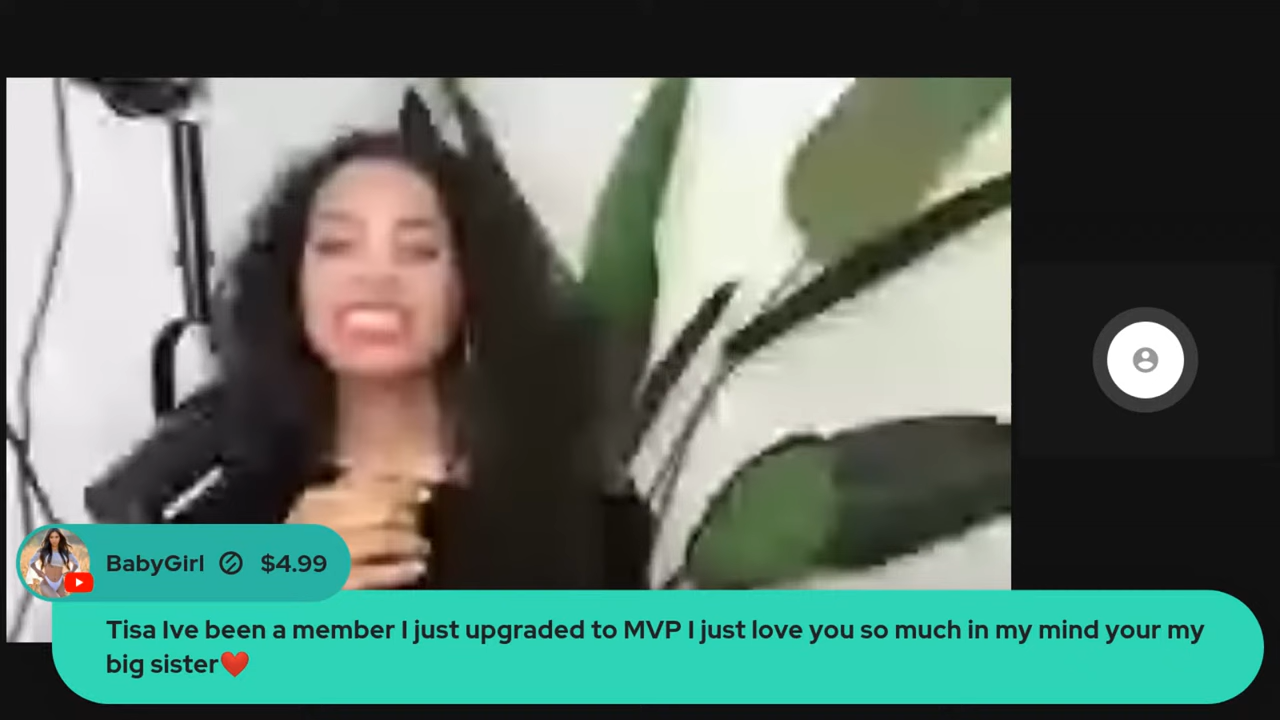 BabyGirl $4.99
Tisa Ive been a member I just upgraded to MVP I just love you so much in my mind your my
big sister❤️